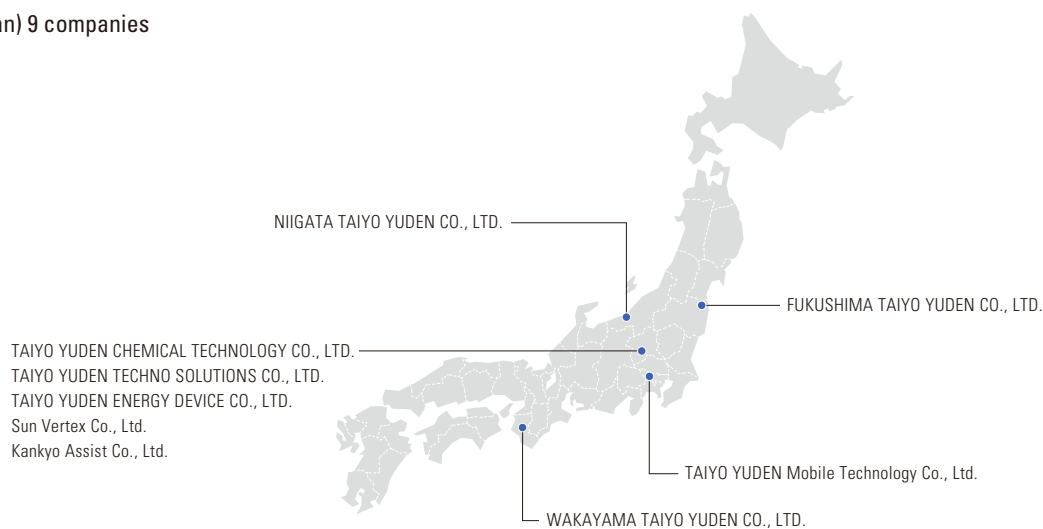 an) 9 companies
NIIGATA TAIYO YUDEN CO., LTD.
FUKUSHIMA TAIYO YUDEN CO., LTD.
TAIYO YUDEN CHEMICAL TECHNOLOGY CO., LTD.
TAIYO YUDEN TECHNO SOLUTIONS CO., LTD.
TAIYO YUDEN ENERGY DEVICE CO., LTD.
Sun Vertex Co., Ltd.
Kankyo Assist Co., Ltd.
TAIYO YUDEN Mobile Technology Co., Ltd.
WAKAYAMA TAIYO YUDEN CO., LTD.